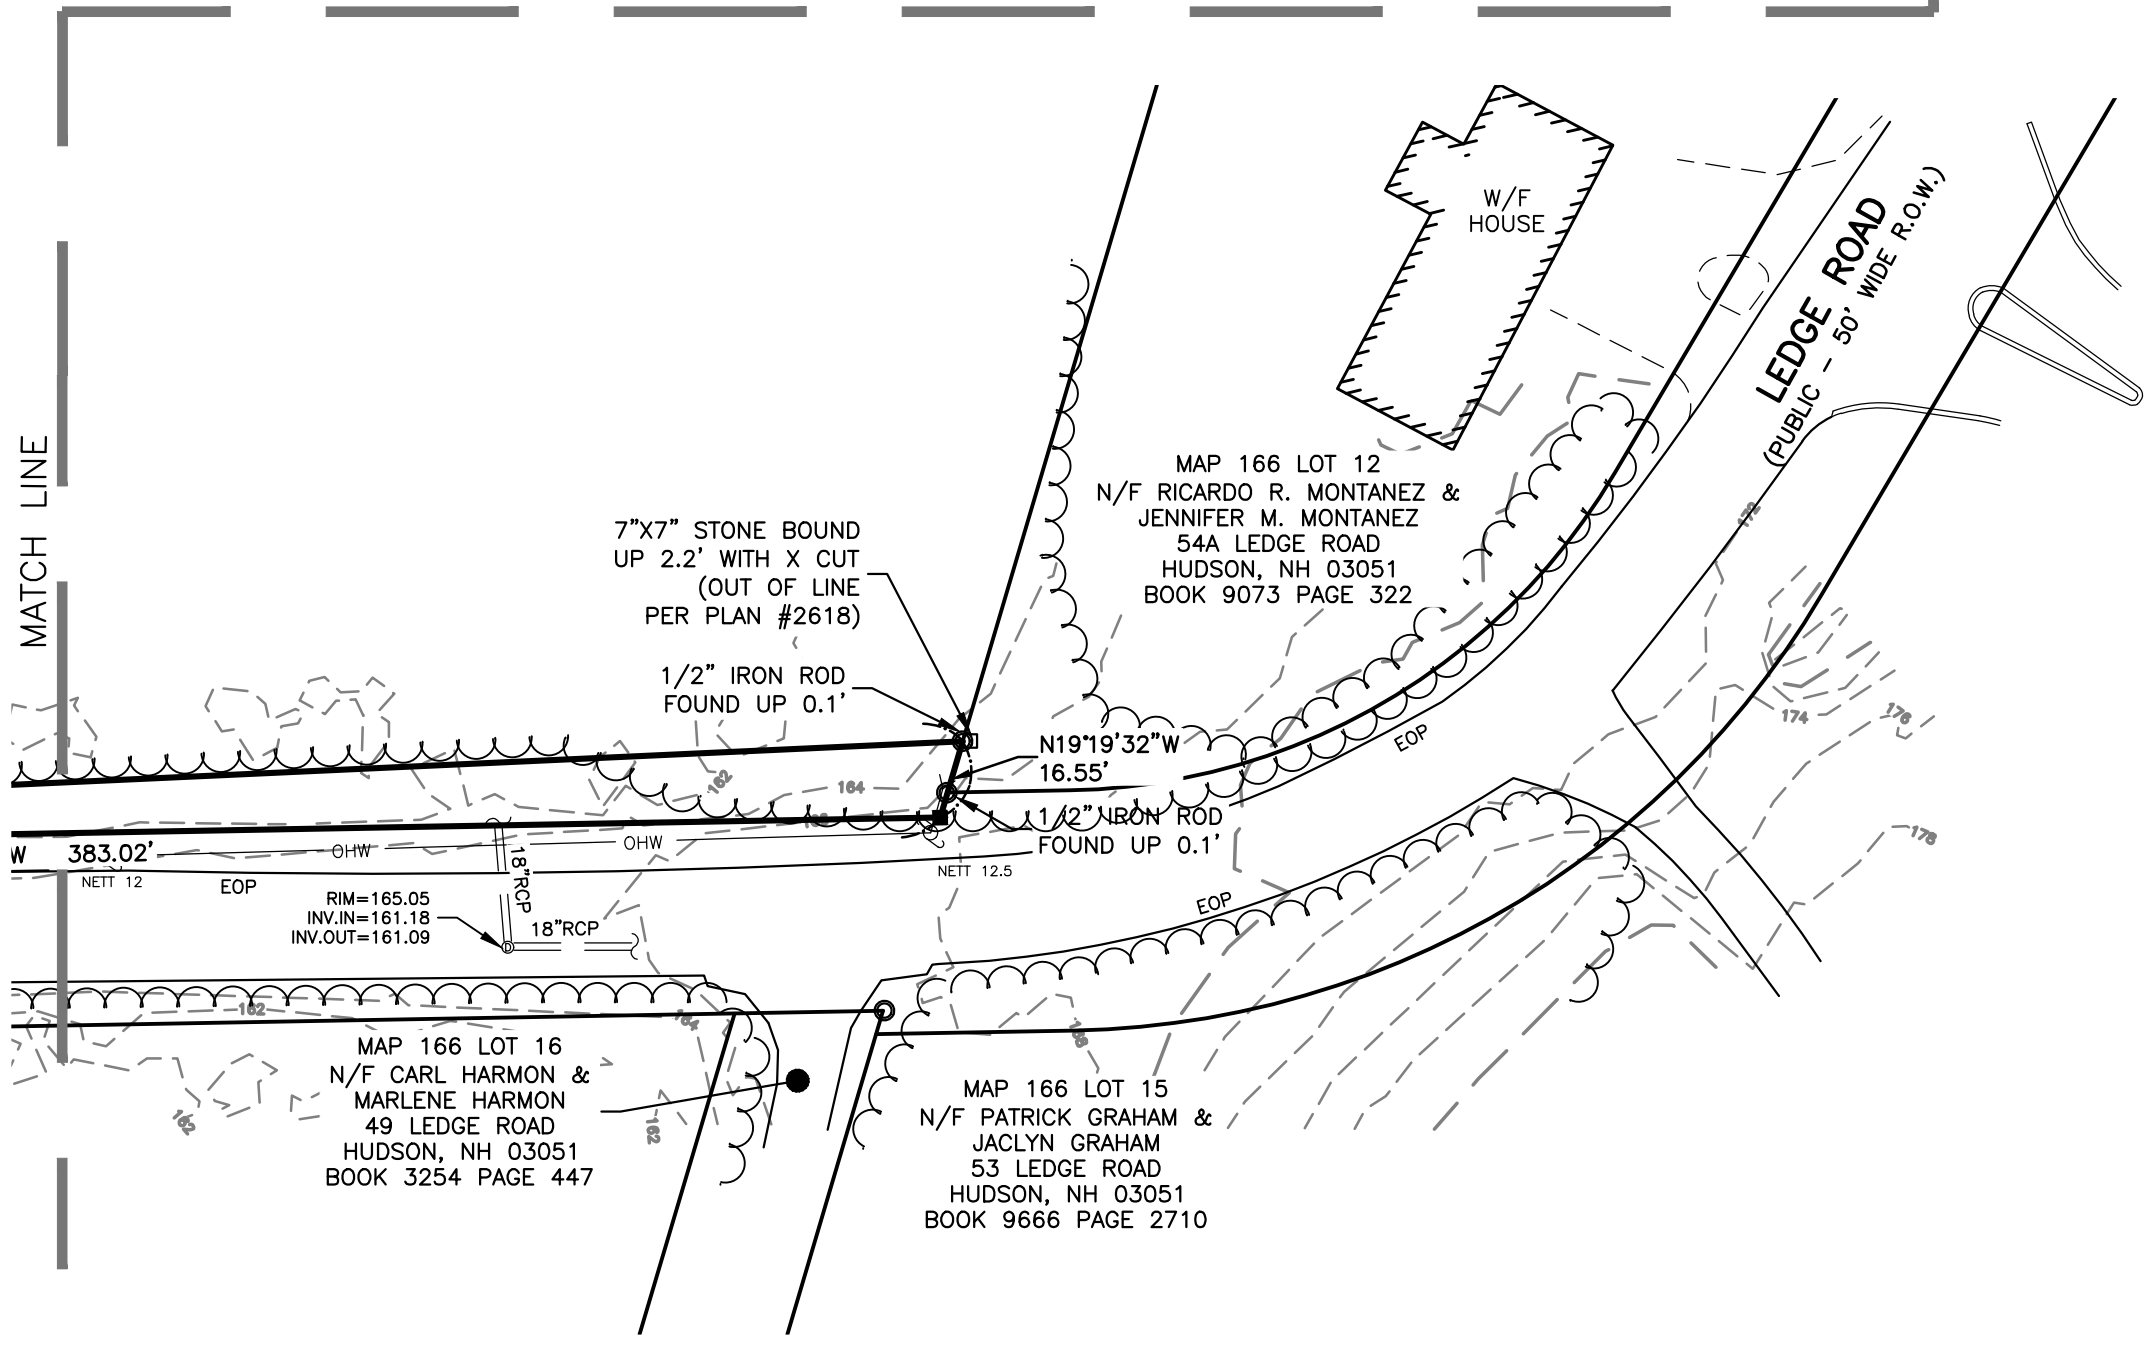 MATCH LINE
W/F
HOUSE
LEDGE ROAD
(PUBLIC - 50' WIDE R.O.W.)
MAP 166 LOT 12
N/F RICARDO R. MONTANEZ &
JENNIFER M. MONTANEZ
54A LEDGE ROAD
HUDSON, NH 03051
BOOK 9073 PAGE 322
7"X7" STONE BOUND
UP 2.2' WITH X CUT
(OUT OF LINE
PER PLAN #2618)
1/2" IRON ROD
FOUND UP 0.1'
N19°19'32"W
16.55'
1/2" IRON ROD
FOUND UP 0.1'
172
174
176
178
EOP
162
164
W 383.02'
OHW
OHW
NETT 12
EOP
NETT 12.5
18"RCP
RIM=165.05
INV.IN=161.18
INV.OUT=161.09
D
18"RCP
EOP
162
164
166
162
162
MAP 166 LOT 16
N/F CARL HARMON &
MARLENE HARMON
49 LEDGE ROAD
HUDSON, NH 03051
BOOK 3254 PAGE 447
MAP 166 LOT 15
N/F PATRICK GRAHAM &
JACLYN GRAHAM
53 LEDGE ROAD
HUDSON, NH 03051
BOOK 9666 PAGE 2710